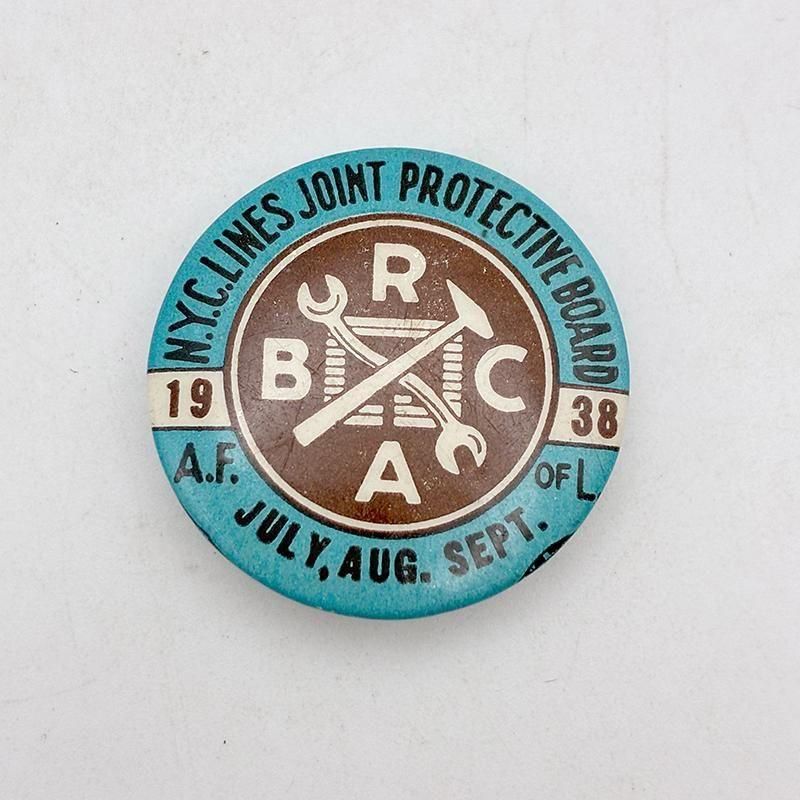 N.Y.C. LINES JOINT PROTECTIVE BOARD
R
B C
A
19 38
A.F. OF L.
JULY, AUG. SEPT.